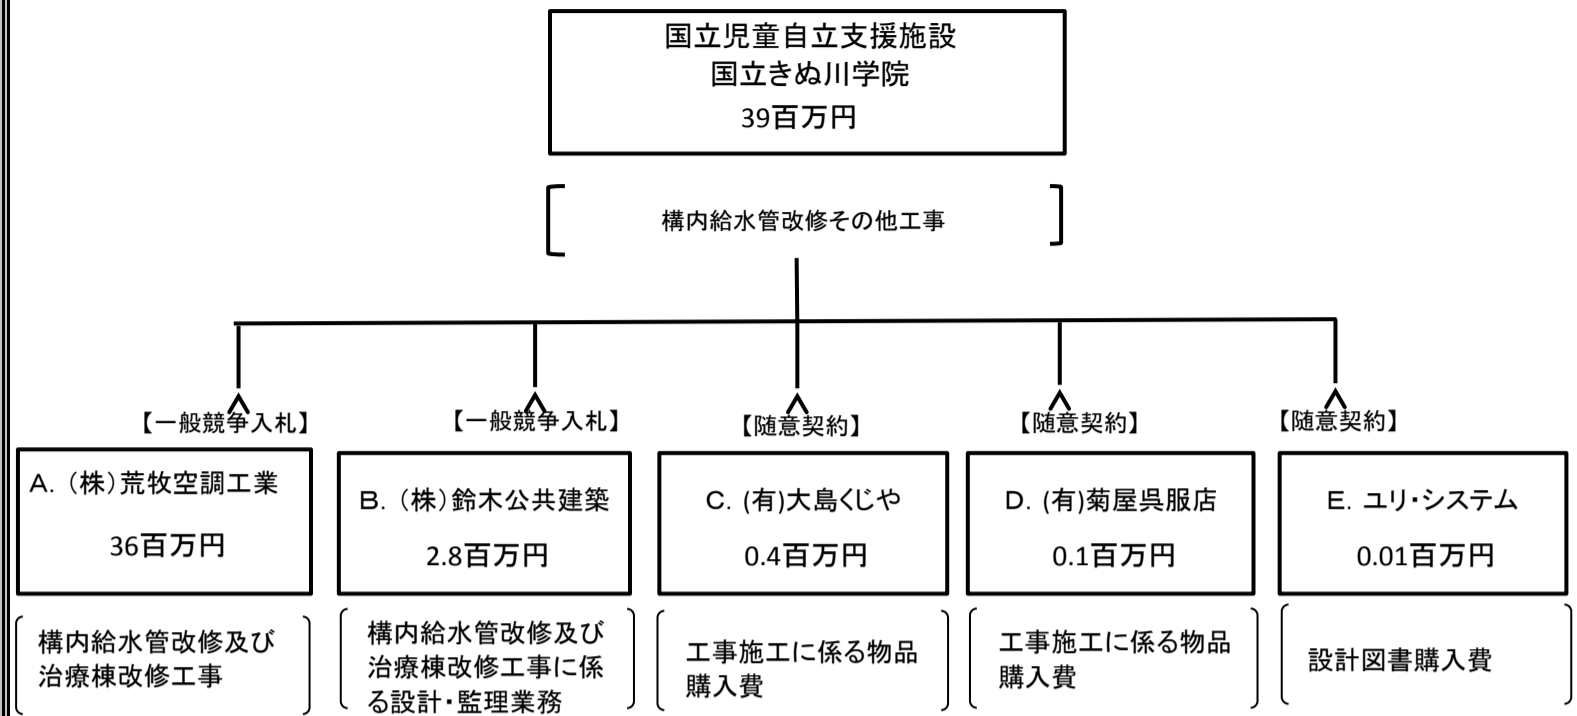 国立児童自立支援施設
国立きぬ川学院
39百万円
構内給水管改修その他工事
【一般競争入札】
【一般競争入札】
【随意契約】
【随意契約】
【随意契約】
A.（株）荒牧空調工業
36百万円
B.（株）鈴木公共建築
2.8百万円
C. (有)大島くじや
0.4百万円
D. (有)菊屋呉服店
0.1百万円
E. ユリ・システム
0.01百万円
構内給水管改修及び
治療棟改修工事
構内給水管改修及び
治療棟改修工事に係
る設計・監理業務
工事施工に係る物品
購入費
工事施工に係る物品
購入費
設計図書購入費